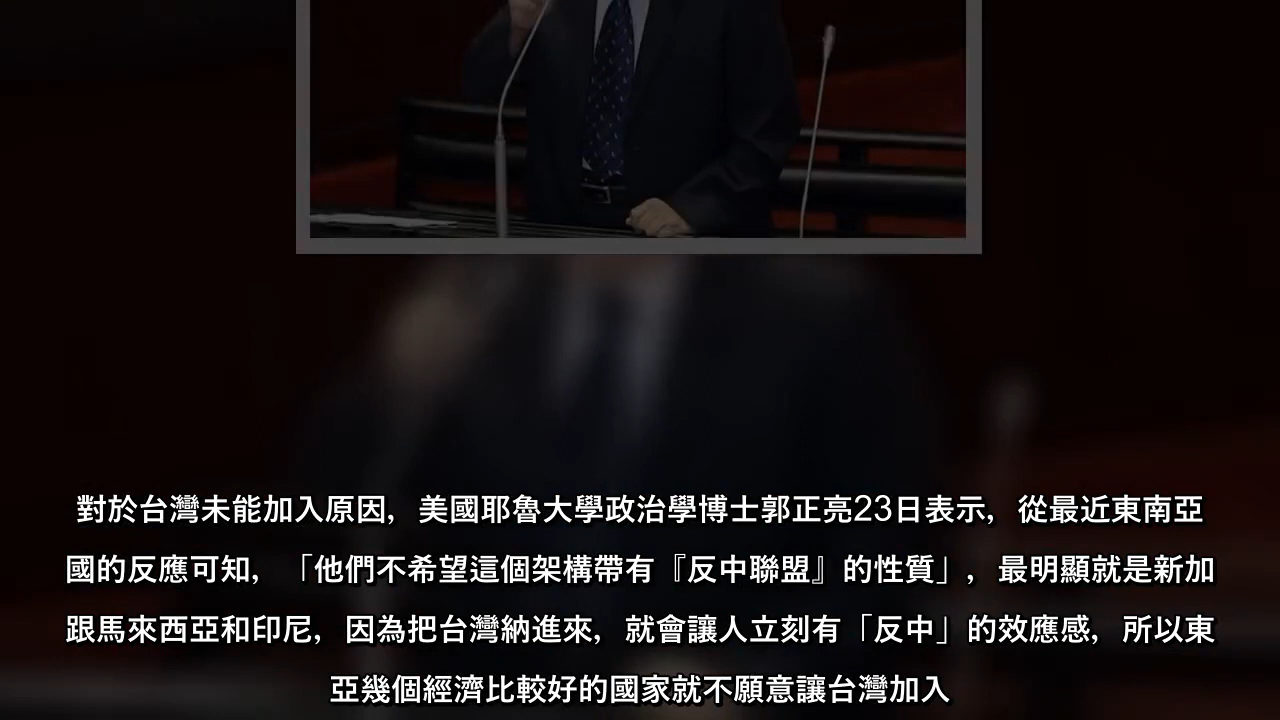 對於台灣未能加入原因，美國耶魯大學政治學博士郭正亮23日表示，從最近東南亞
國的反應可知，「他們不希望這個架構帶有『反中聯盟』的性質」，最明顯就是新加
跟馬來西亞和印尼，因為把台灣納進來，就會讓人立刻有「反中」的效應感，所以東
亞幾個經濟比較好的國家就不願意讓台灣加入